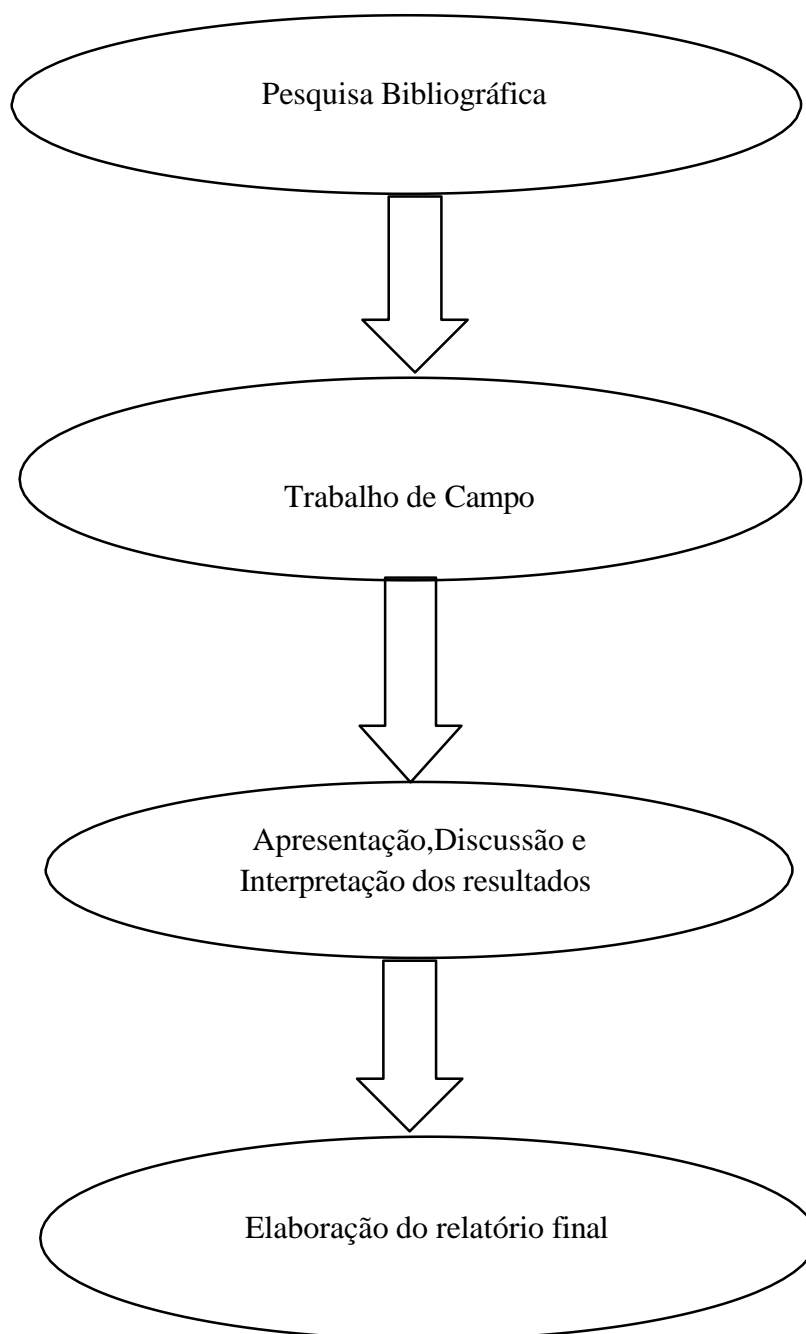 Pesquisa Bibliográfica
Trabalho de Campo
Apresentação,Discussão e
Interpretação dos resultados
Elaboração do relatório final